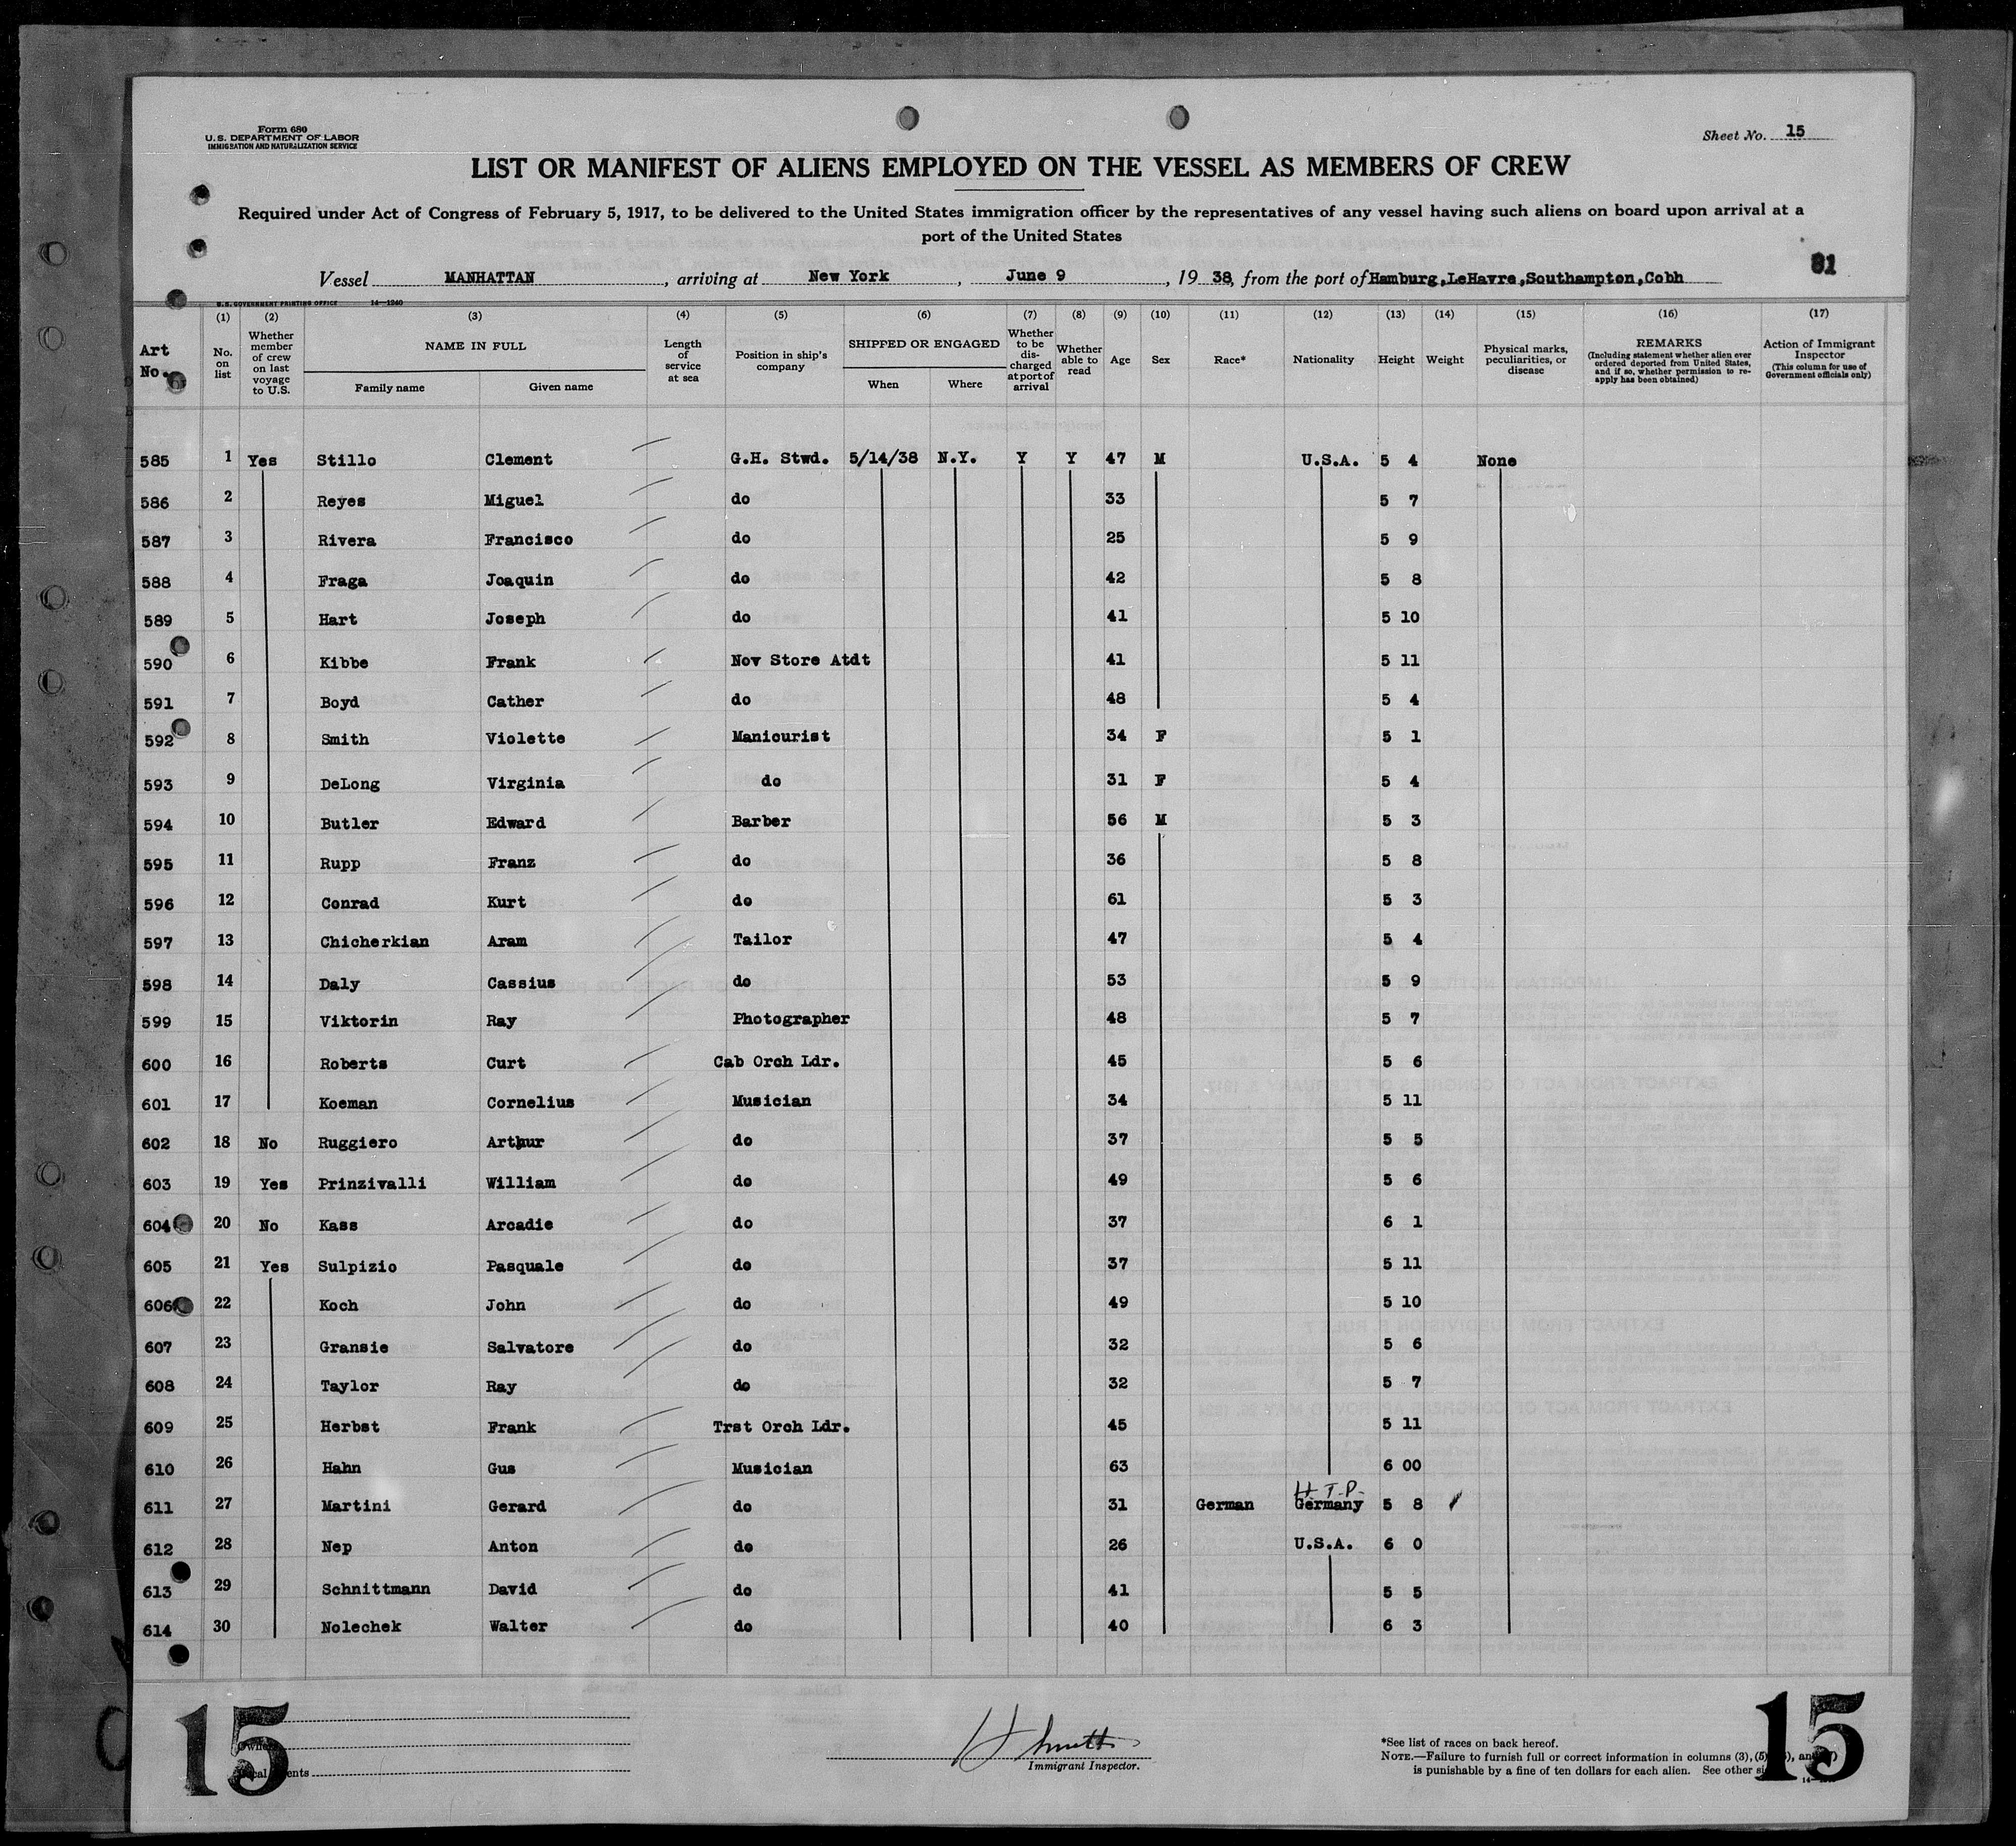 Form 680
U. S. DEPARTMENT OF LABOR
IMMIGRATION AND NATURALIZATION SERVICE
Sheet No. 15
LIST OR MANIFEST OF ALIENS EMPLOYED ON THE VESSEL AS MEMBERS OF CREW
Required under Act of Congress of February 5, 1917, to be delivered to the United States immigration officer by the representatives of any vessel having such aliens on board upon arrival at a
port of the United States
81
Vessel MANHATTAN, arriving at New York, June 9, 19 38, from the port of Hamburg,LeHavre,Southampton,Cobh
U. S. GOVERNMENT PRINTING OFFICE 14—1240
Art No.
(1) No. on list
(2) Whether member of crew on last voyage to U.S.
(3) NAME IN FULL
Family name Given name
(4) Length of service at sea
(5) Position in ship's company
(6) SHIPPED OR ENGAGED
When Where
(7) Whether to be discharged at port of arrival
(8) Whether able to read
(9) Age
(10) Sex
(11) Race*
(12) Nationality
(13) Height
(14) Weight
(15) Physical marks, peculiarities, or disease
(16) REMARKS (Including statement whether alien ever ordered deported from United States, and if so, whether permission to reapply has been obtained)
(17) Action of Immigrant Inspector (This column for use of Government officials only)
585 1 Yes Stillo Clement G.H. Stwd. 5/14/38 N.Y. Y Y 47 M U.S.A. 5 4 None
586 2 Reyes Miguel do 33 5 7
587 3 Rivera Francisco do 25 5 9
588 4 Fraga Joaquin do 42 5 8
589 5 Hart Joseph do 41 5 10
590 6 Kibbe Frank Nov Store Atdt 41 5 11
591 7 Boyd Cather do 48 5 4
592 8 Smith Violette Manicurist 34 F 5 1
593 9 DeLong Virginia do 31 F 5 4
594 10 Butler Edward Barber 56 M 5 3
595 11 Rupp Franz do 36 5 8
596 12 Conrad Kurt do 61 5 3
597 13 Chicherkian Aram Tailor 47 5 4
598 14 Daly Cassius do 53 5 9
599 15 Viktorin Ray Photographer 48 5 7
600 16 Roberts Curt Cab Orch Ldr. 45 5 6
601 17 Koeman Cornelius Musician 34 5 11
602 18 No Ruggiero Arthur do 37 5 5
603 19 Yes Prinzivalli William do 49 5 6
604 20 No Kass Arcadie do 37 6 1
605 21 Yes Sulpizio Pasquale do 37 5 11
606 22 Koch John do 49 5 10
607 23 Gransie Salvatore do 32 5 6
608 24 Taylor Ray do 32 5 7
609 25 Herbst Frank Trst Orch Ldr. 45 5 11
610 26 Hahn Gus Musician 63 6 00
H.T.P.
611 27 Martini Gerard do 31 German Germany 5 8
612 28 Nep Anton do 26 U.S.A. 6 0
613 29 Schnittmann David do 41 5 5
614 30 Nolechek Walter do 40 6 3
15
Immigrant Inspector.
*See list of races on back hereof.
NOTE.—Failure to furnish full or correct information in columns (3), (5)
is punishable by a fine of ten dollars for each alien. See other
15